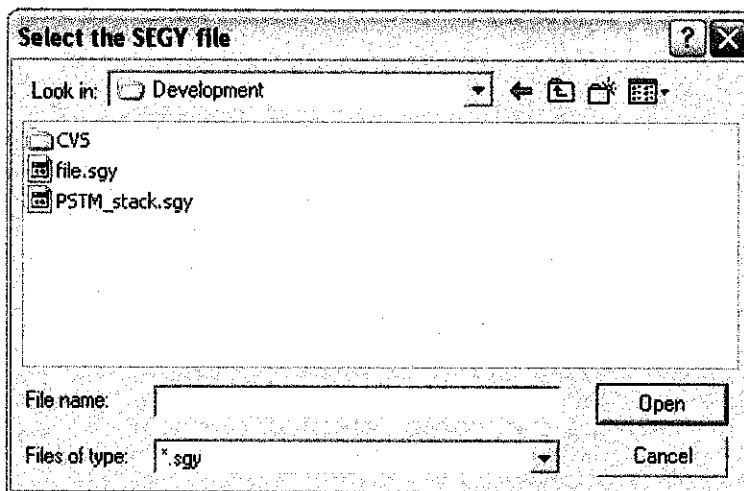 Select the SEGY file
Look in: Development
CVS
file.sgy
PSTM_stack.sgy
File name: Open
Files of type: *.sgy Cancel